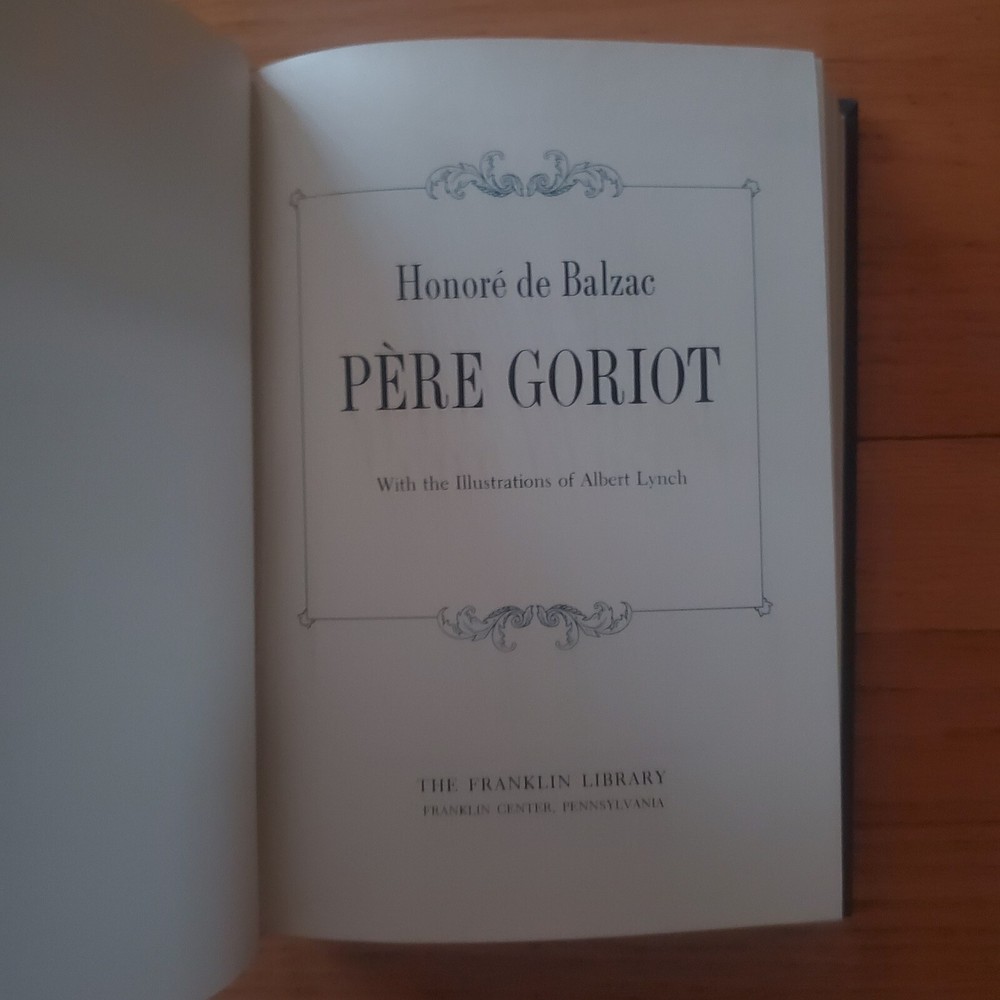 Honoré de Balzac
PÈRE GORIOT
With the Illustrations of Albert Lynch
THE FRANKLIN LIBRARY
FRANKLIN CENTER, PENNSYLVANIA